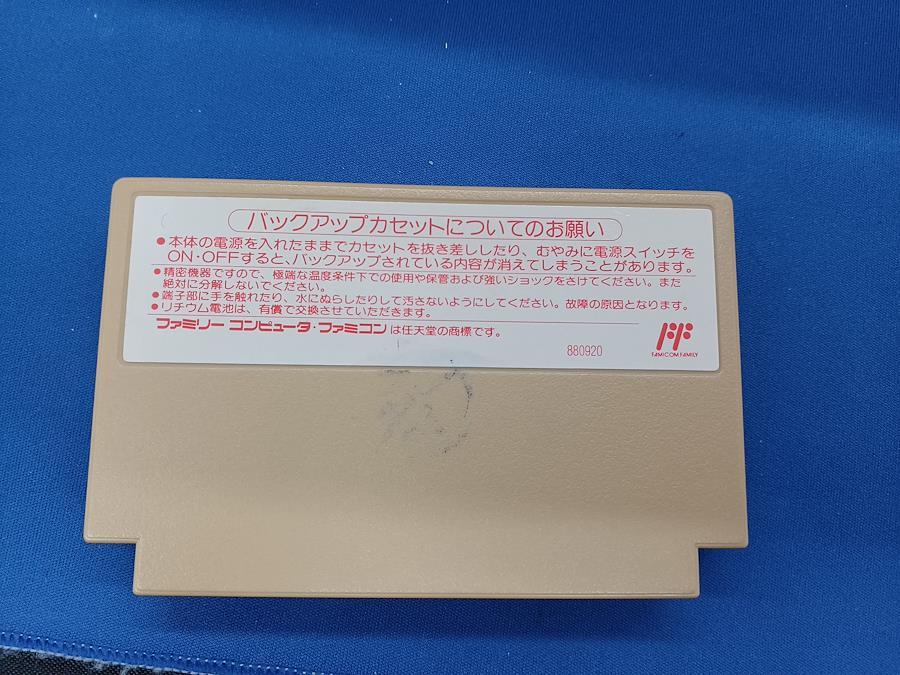 バックアップカセットについてのお願い
●本体の電源を入れたままでカセットを抜き差ししたり、むやみに電源スイッチを
ON・OFFすると、バックアップされている内容が消えてしまうことがあります。
●精密機器ですので、極端な温度条件下での使用や保管および強いショックをさけてください。また
絶対に分解しないでください。
●端子部に手を触れたり、水にぬらしたりして汚さないようにしてください。故障の原因となります。
●リチウム電池は、有償で交換させていただきます。
ファミリー コンピュータ・ファミコンは任天堂の商標です。
880920
FAMICOM FAMILY